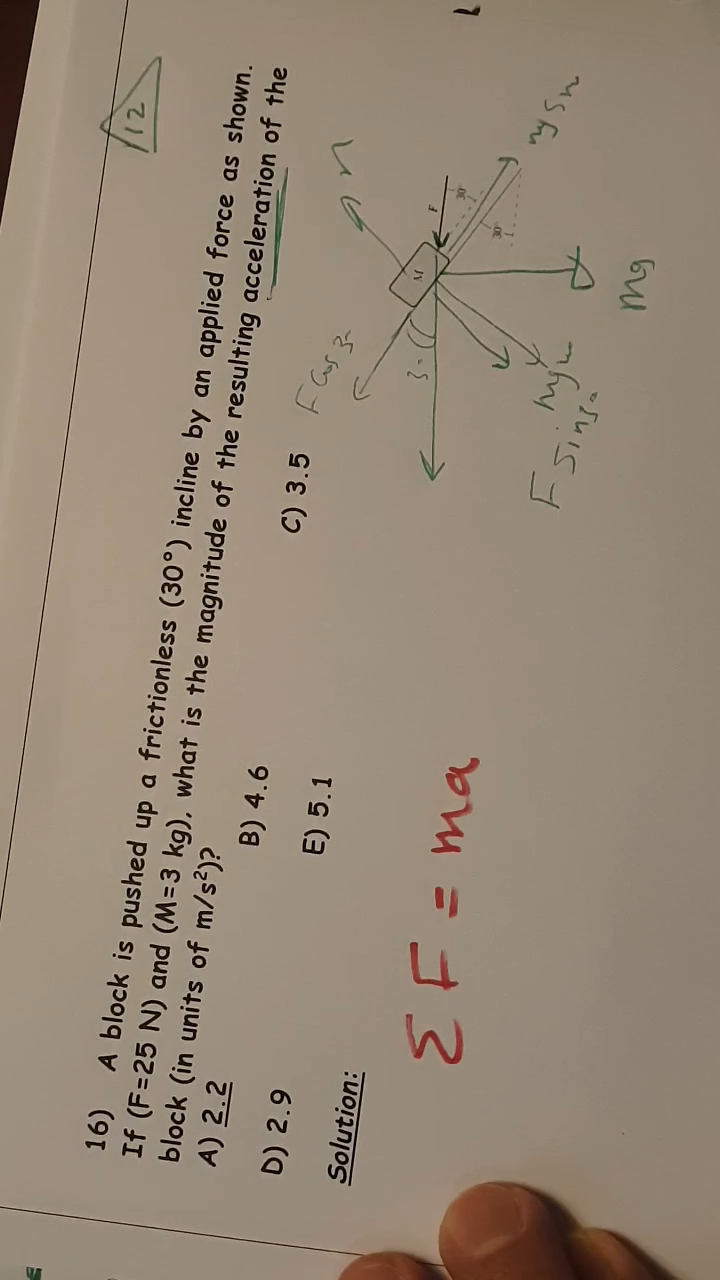 12
16) A block is pushed up a frictionless (30°) incline by an applied force as shown.
If (F=25 N) and (M=3 kg), what is the magnitude of the resulting acceleration of the
block (in units of m/s²)?
A) 2.2 B) 4.6 C) 3.5
D) 2.9 E) 5.1
Solution:
Σ F = ma
n
F Cos 30
F
M
30°
30°
30
mg
F Sin 30